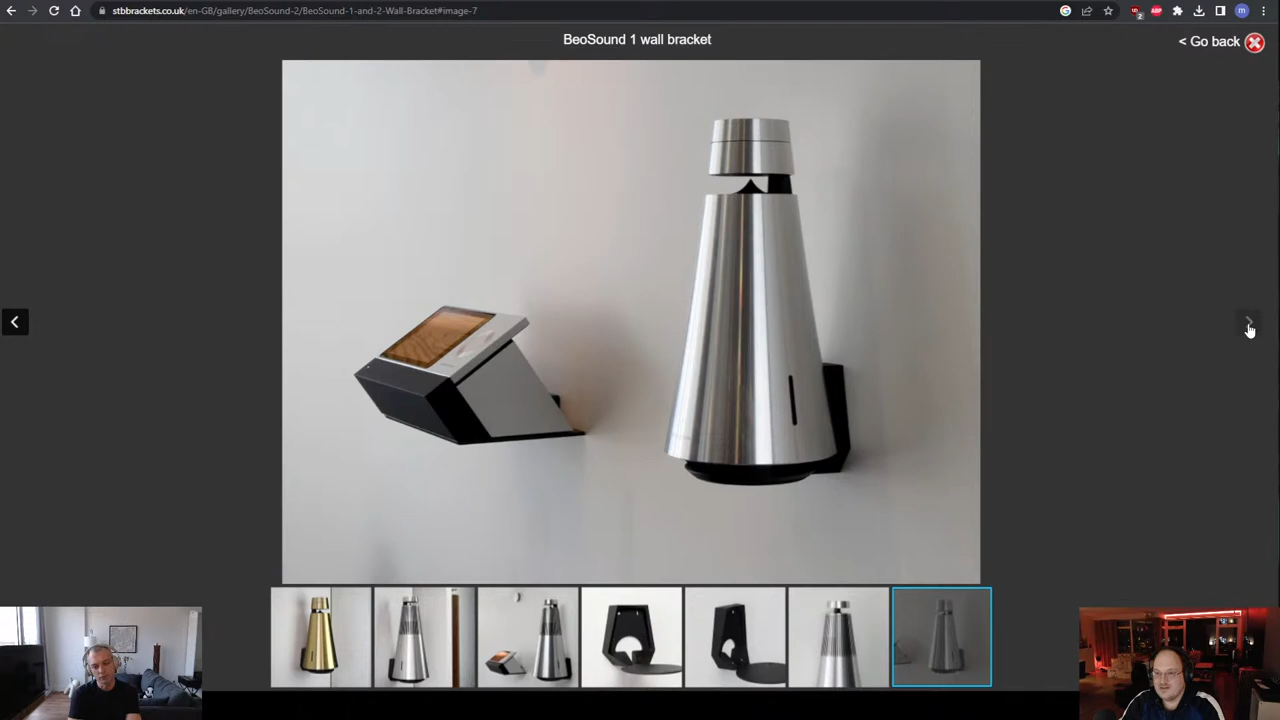 stbbrackets.co.uk/en-GB/gallery/BeoSound-2/BeoSound-1-and-2-Wall-Bracket#image-7
BeoSound 1 wall bracket
< Go back